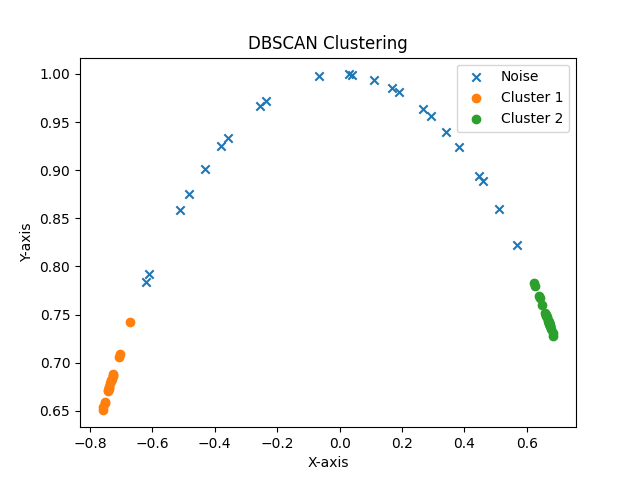 DBSCAN Clustering
Noise
Cluster 1
Cluster 2
1.00
0.95
0.90
0.85
0.80
0.75
0.70
0.65
Y-axis
−0.8 −0.6 −0.4 −0.2 0.0 0.2 0.4 0.6
X-axis